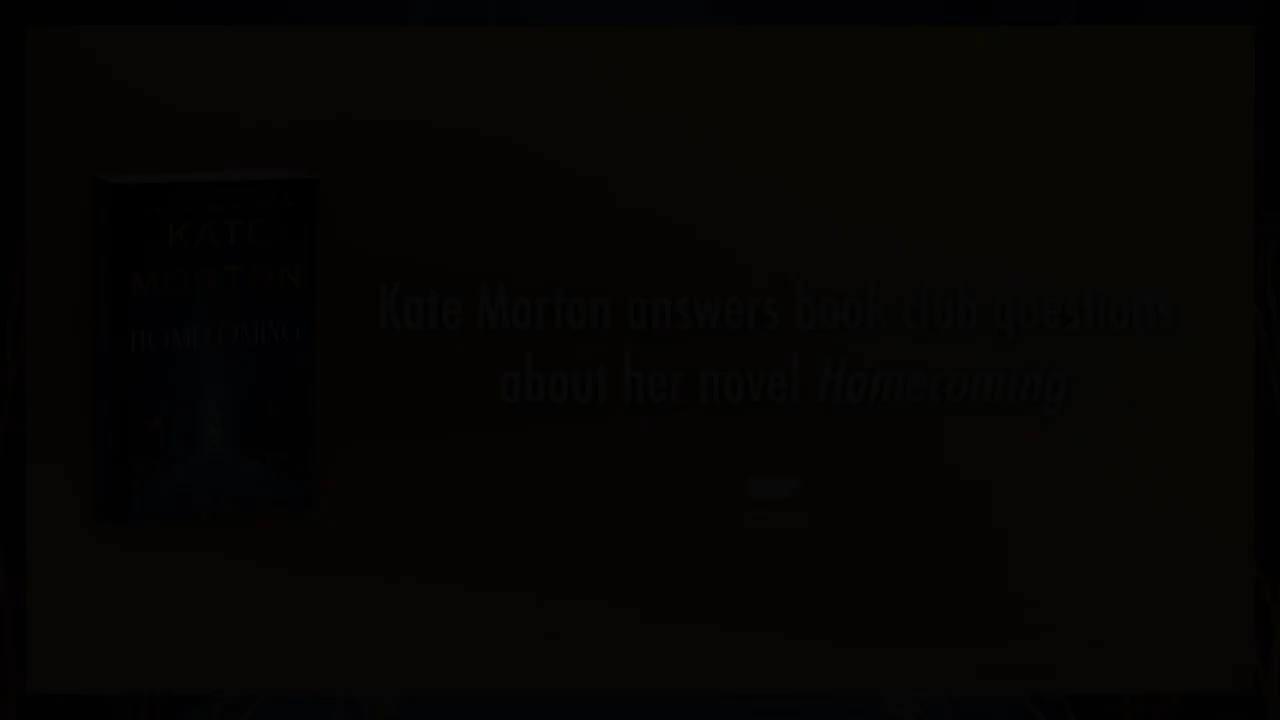 KATE
MORTON
HOMECOMING
Kate Morton answers book club questions
about her novel Homecoming